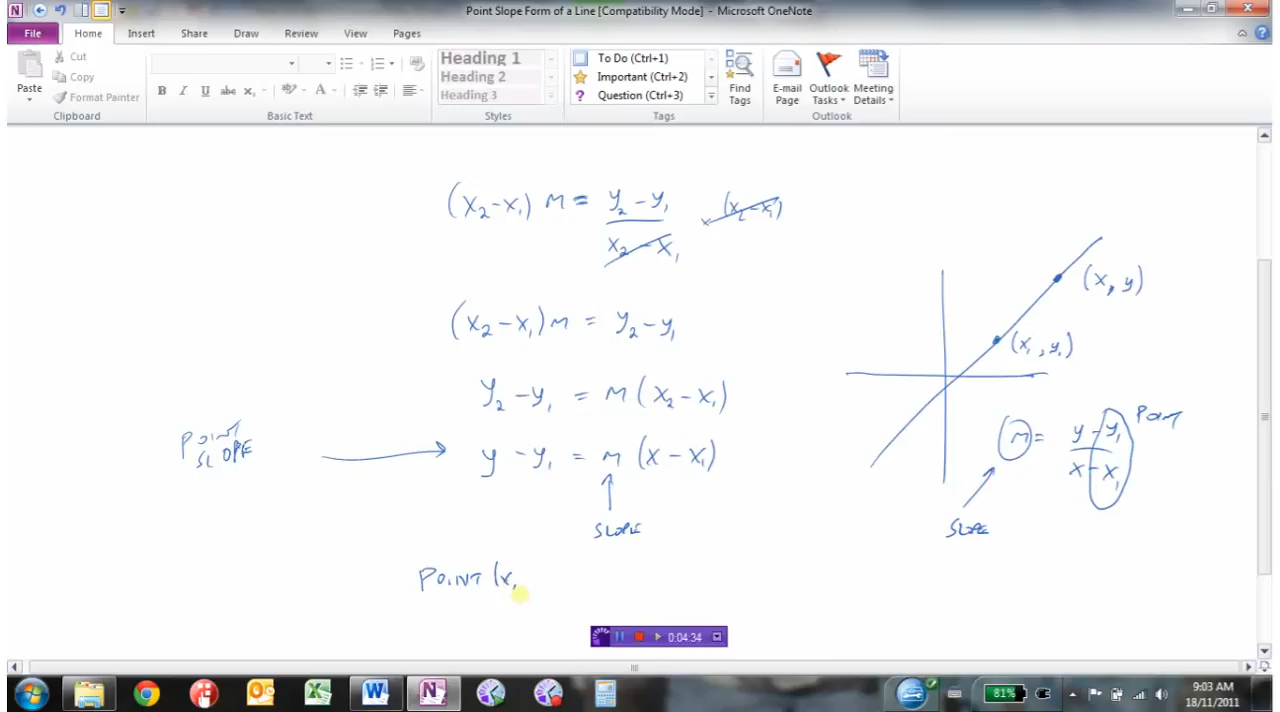 Point Slope Form of a Line [Compatibility Mode] - Microsoft OneNote
File Home Insert Share Draw Review View Pages
Paste
Cut
Copy
Format Painter
Clipboard
B I U abc x₂ A
Basic Text
Heading 1
Heading 2
Heading 3
Styles
To Do (Ctrl+1)
Important (Ctrl+2)
Question (Ctrl+3)
Tags
Find Tags
E-mail Page
Outlook Tasks
Meeting Details
Outlook
(x₂-x₁) M = y₂-y₁ / x₂-x₁ × (x₂-x₁)
(x₂-x₁) M = y₂-y₁
y₂-y₁ = M (x₂-x₁)
POINT
SLOPE
y-y₁ = M (x-x₁)
SLOPE
POINT (x,
(x, y)
(x₁, y₁)
M = y-y₁ / x-x₁
POINT
SLOPE
0:04:34
81%
9:03 AM
18/11/2011